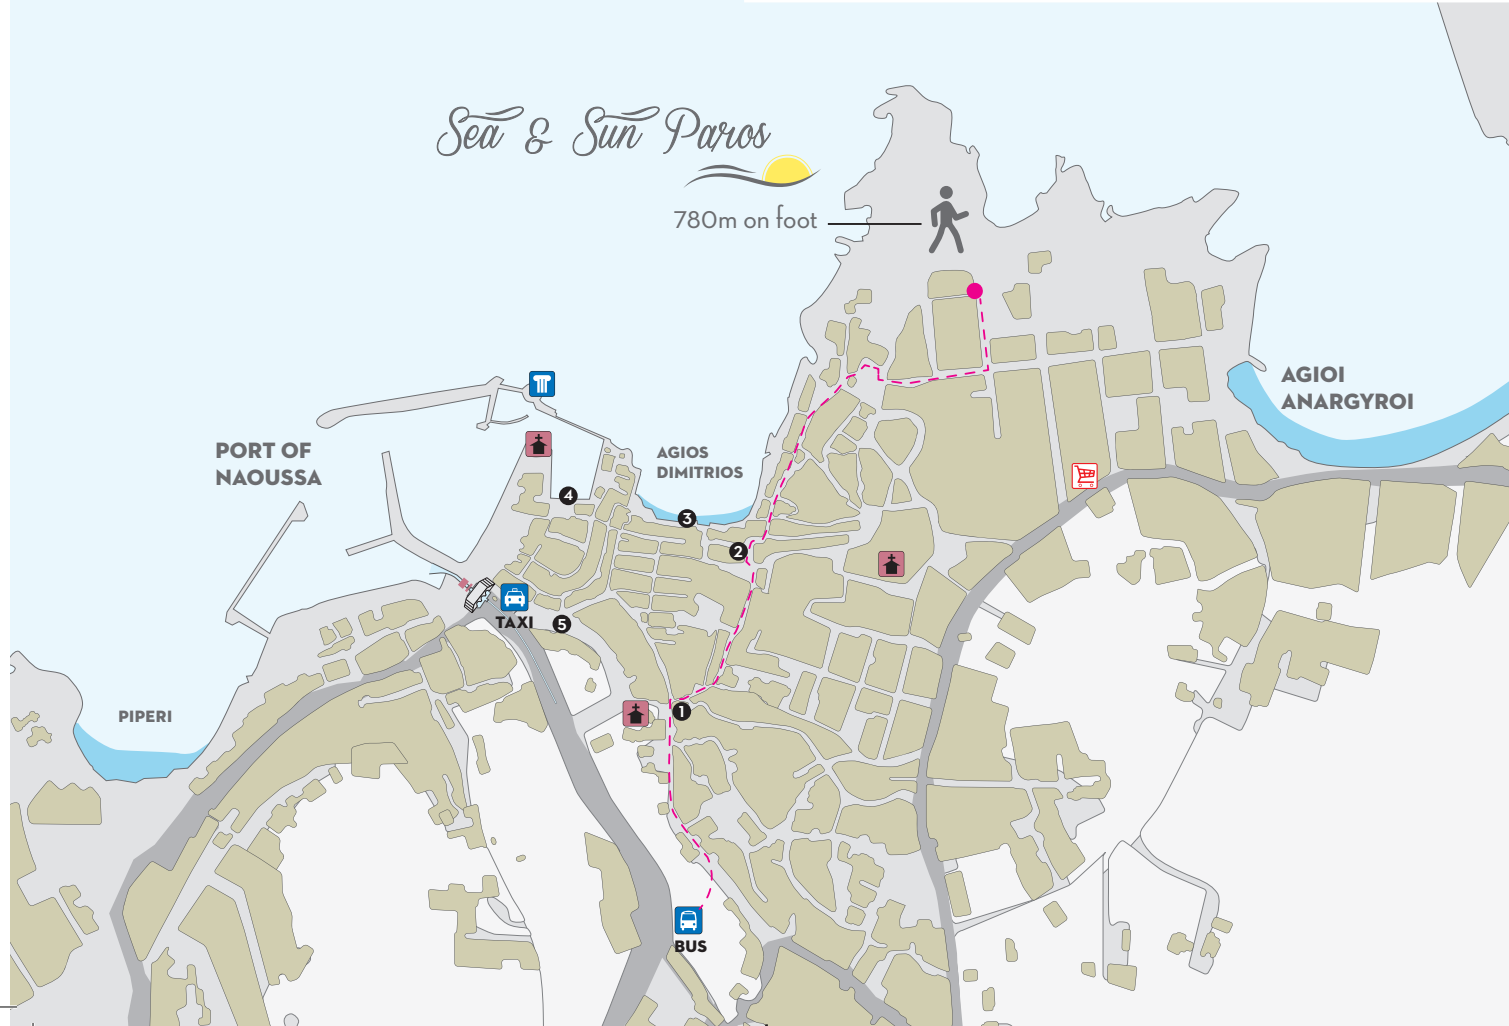 Sea & Sun Paros
780m on foot
AGIOI
ANARGYROI
PORT OF
NAOUSSA
AGIOS
DIMITRIOS
4
3
2
TAXI
5
1
PIPERI
BUS